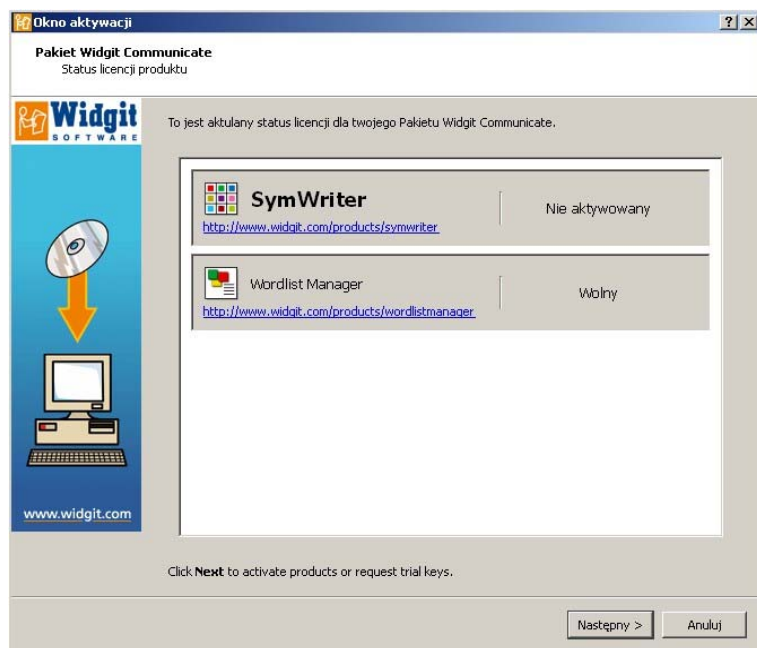 Okno aktywacji
Pakiet Widgit Communicate
Status licencji produktu
Widgit
SOFTWARE
To jest aktulany status licencji dla twojego Pakietu Widgit Communicate.
SymWriter
Nie aktywowany
http://www.widgit.com/products/symwriter
Wordlist Manager
Wolny
http://www.widgit.com/products/wordlistmanager
www.widgit.com
Click Next to activate products or request trial keys.
Następny >
Anuluj